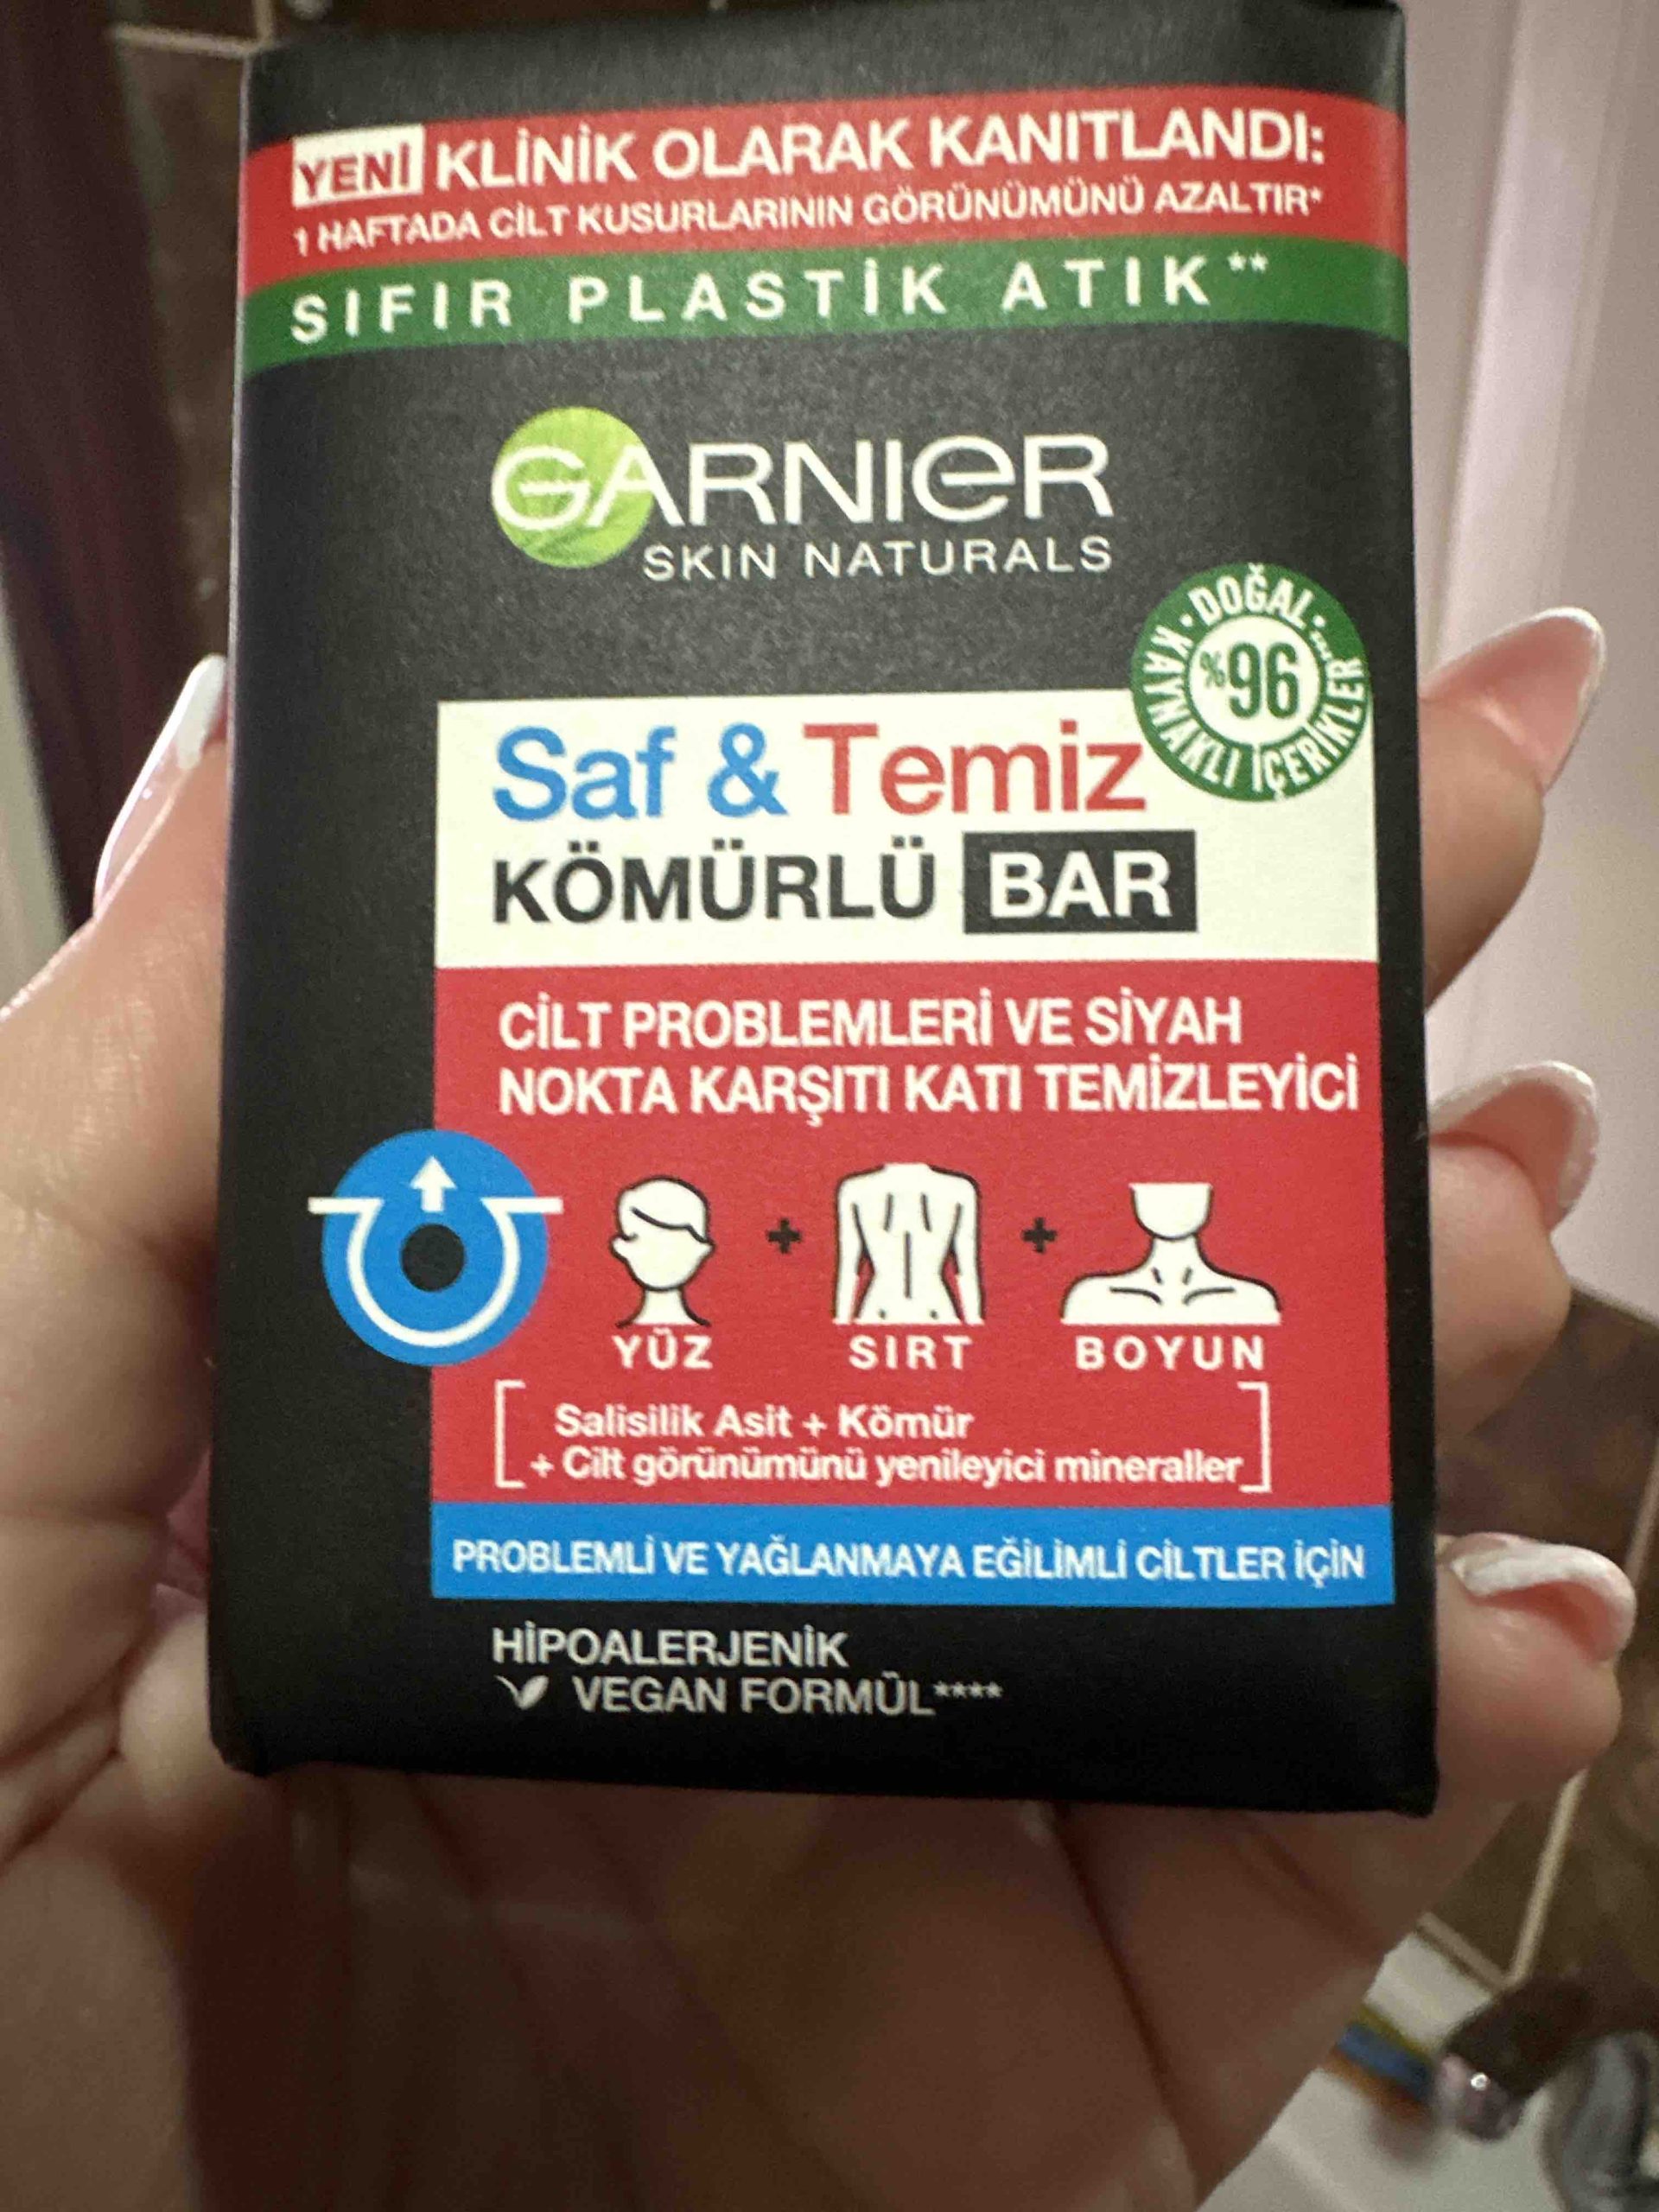 YENİ KLİNİK OLARAK KANITLANDI:
1 HAFTADA CİLT KUSURLARININ GÖRÜNÜMÜNÜ AZALTIR*
SIFIR PLASTİK ATIK**
GARNIER
SKIN NATURALS
DOĞAL
%96
KAYNAKLI İÇERİKLER
Saf & Temiz
KÖMÜRLÜ BAR
CİLT PROBLEMLERİ VE SİYAH
NOKTA KARŞITI KATI TEMİZLEYİCİ
YÜZ + SIRT + BOYUN
Salisilik Asit + Kömür
+ Cilt görünümünü yenileyici mineraller
PROBLEMLİ VE YAĞLANMAYA EĞİLİMLİ CİLTLER İÇİN
HİPOALERJENİK
VEGAN FORMÜL****